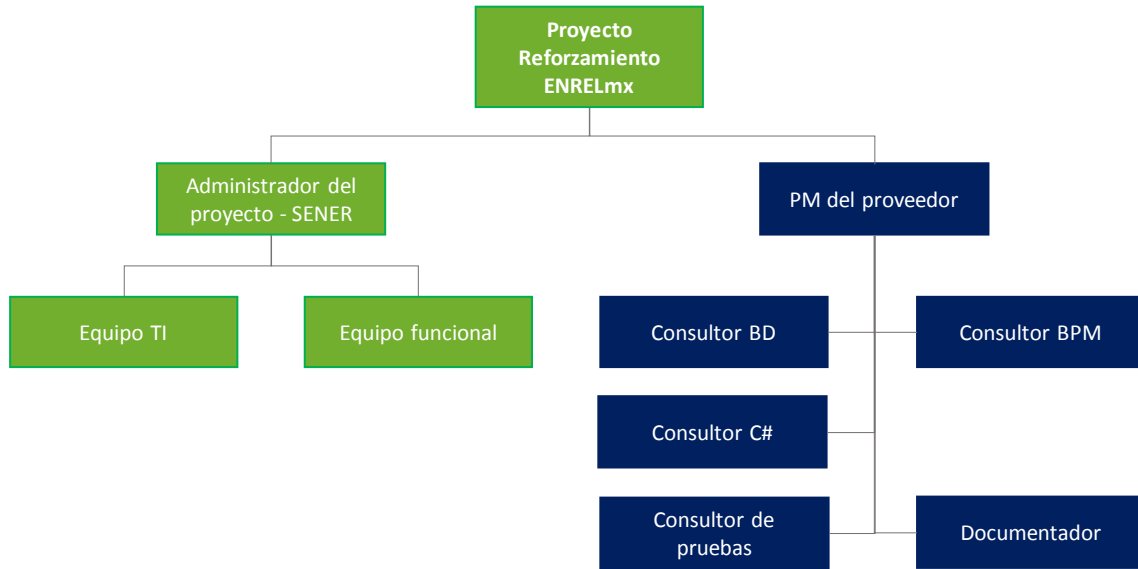 Proyecto
Reforzamiento
ENRELmx
Administrador del
proyecto - SENER
PM del proveedor
Equipo TI
Equipo funcional
Consultor BD
Consultor BPM
Consultor C#
Consultor de
pruebas
Documentador